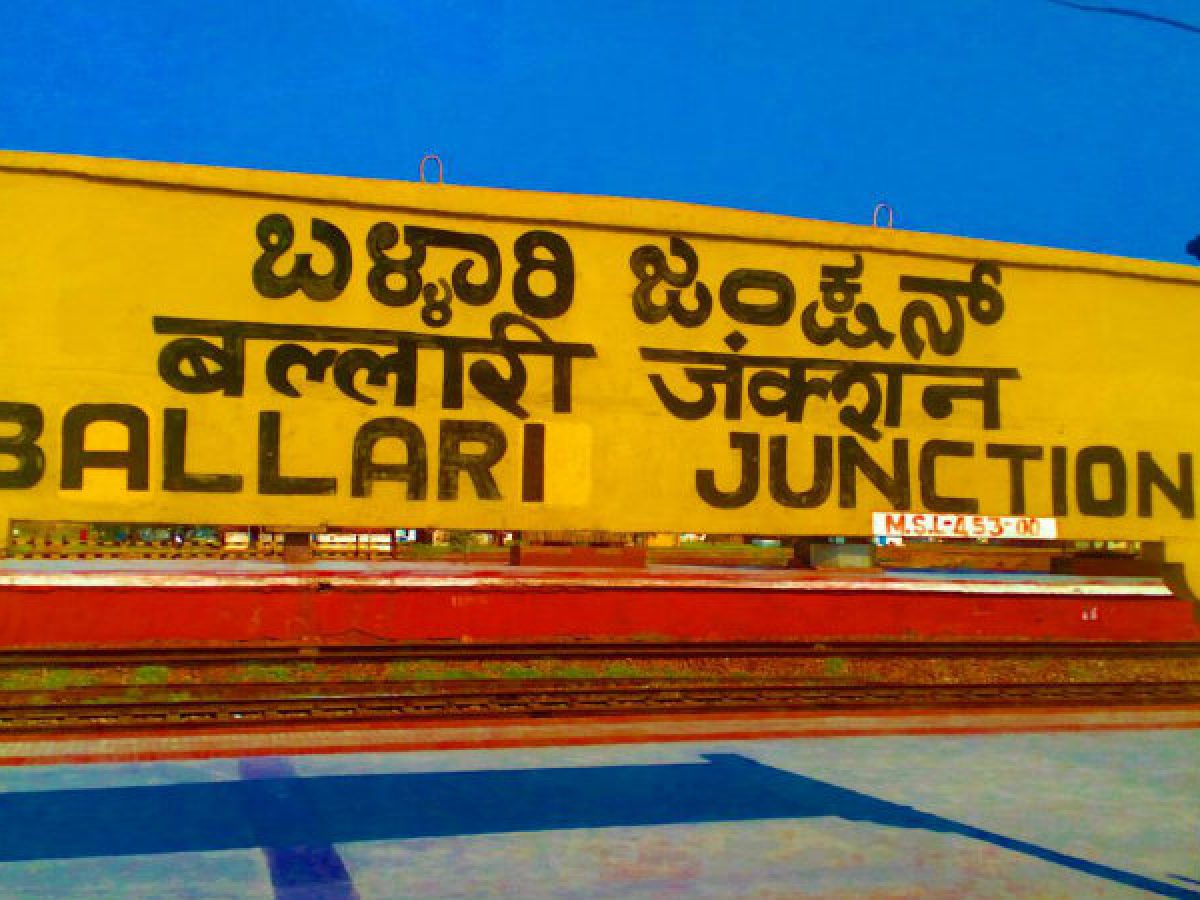 ಬಳ್ಳಾರಿ ಜಂಕ್ಷನ್
बल्लारी जंक्शन
BALLARI JUNCTION
M.S.L-453-00